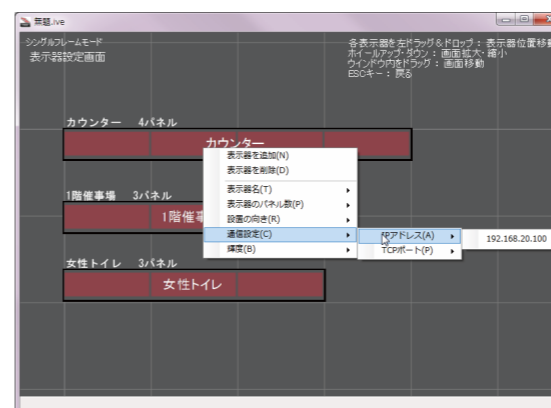 無題.ive
シングルフレームモード
表示器設定画面
各表示器を左ドラッグ&ドロップ : 表示器位置移動
ホイールアップ・ダウン : 画面拡大・縮小
ウインドウ内をドラッグ : 画面移動
ESCキー : 戻る
カウンター 4パネル
カウンター
表示器を追加(N)
表示器を削除(D)
表示器名(T)
表示器のパネル数(P)
設置の向き(R)
通信設定(C)
輝度(B)
IPアドレス(A)
TCPポート(P)
192.168.20.100
1階催事場 3パネル
1階催事
女性トイレ 3パネル
女性トイレ